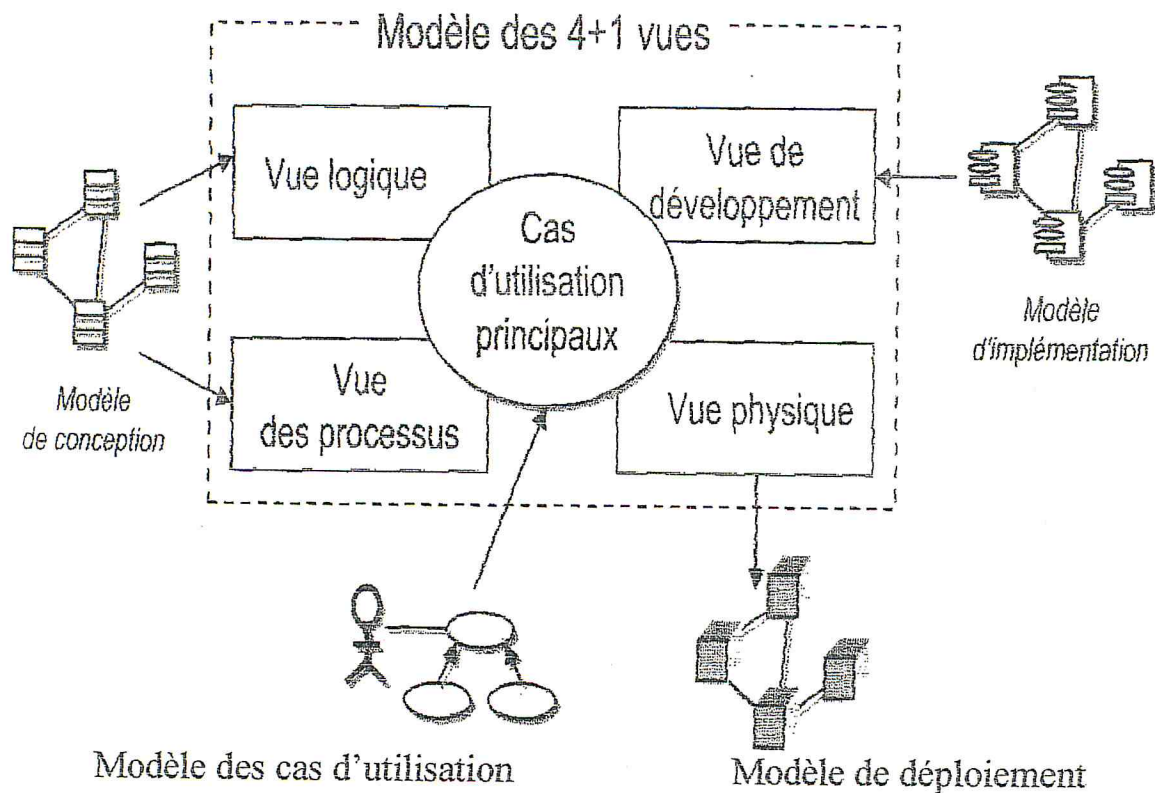 Modèle des 4+1 vues
Vue logique
Vue de
développement
Cas
d'utilisation
principaux
Vue
des processus
Vue physique
Modèle
de conception
Modèle
d'implémentation
Modèle des cas d'utilisation
Modèle de déploiement